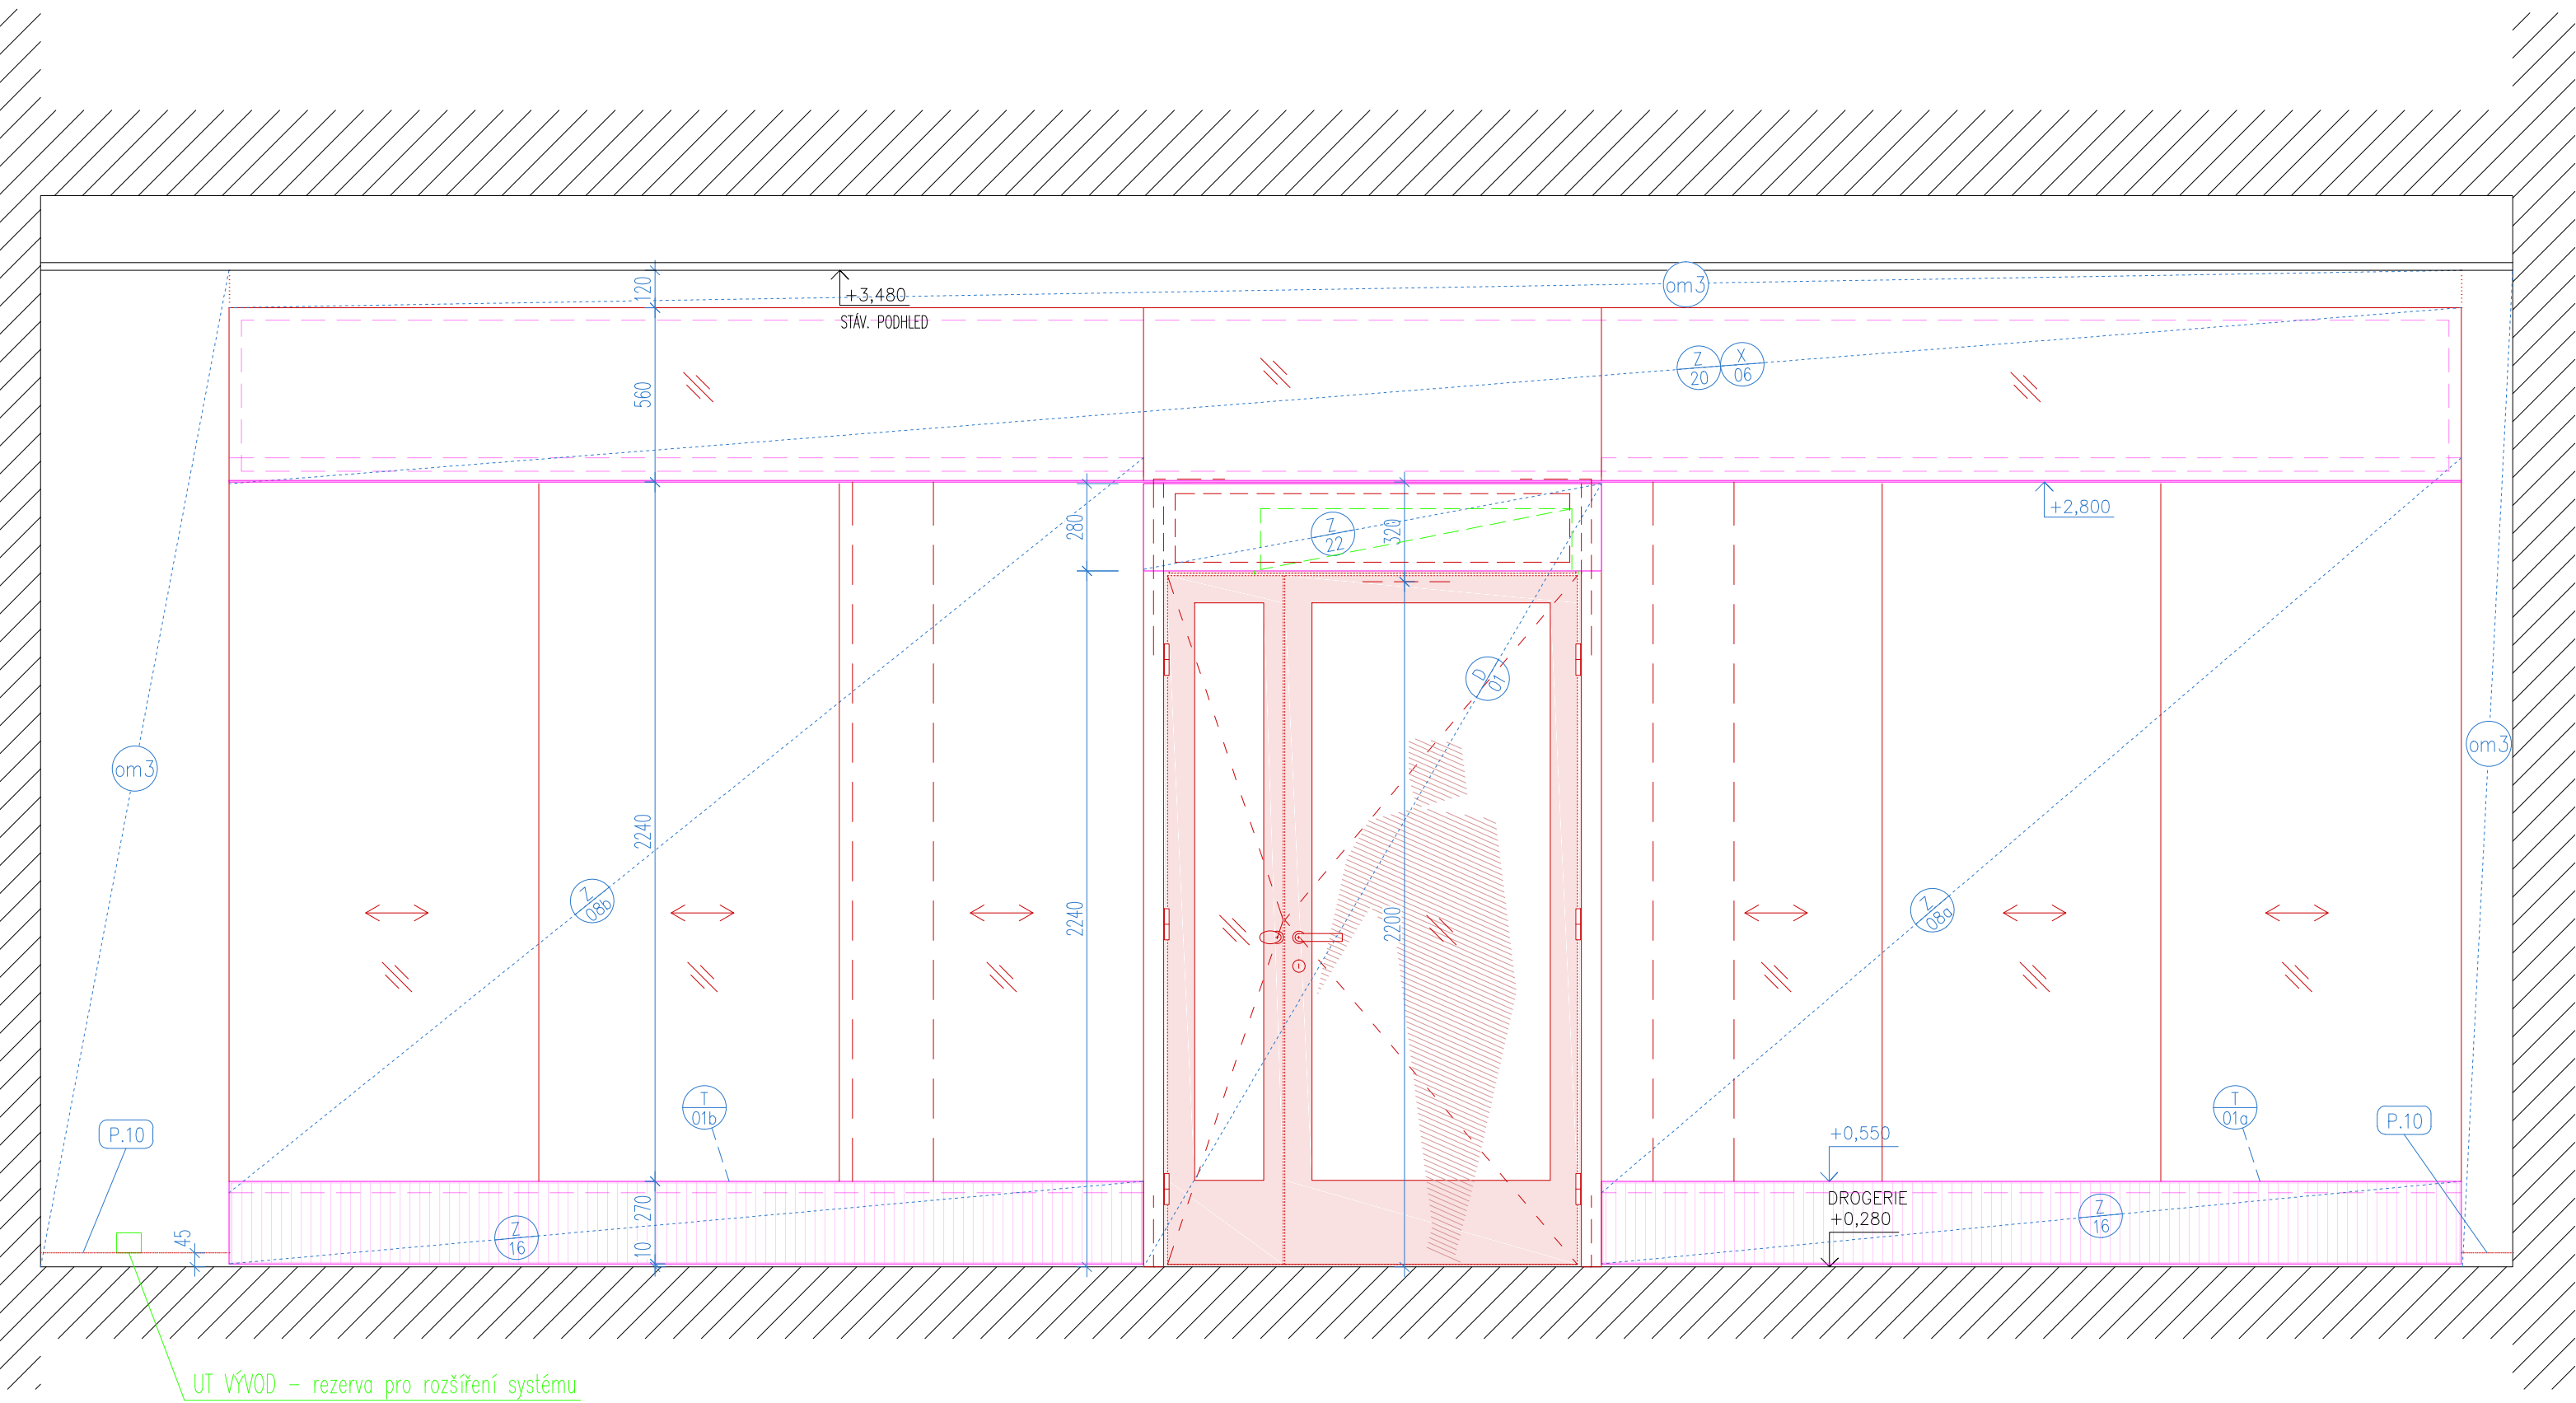 120
+3,480
om3
STÁV. PODHLED
Z
20
X
06
560
+2,800
280
Z
22
320
D
01
om3
om3
2240
Z
08b
2240
2200
Z
08a
T
01b
T
01a
P.10
P.10
+0,550
DROGERIE
+0,280
270
10
45
Z
16
Z
16
UT VÝVOD – rezerva pro rozšíření systému